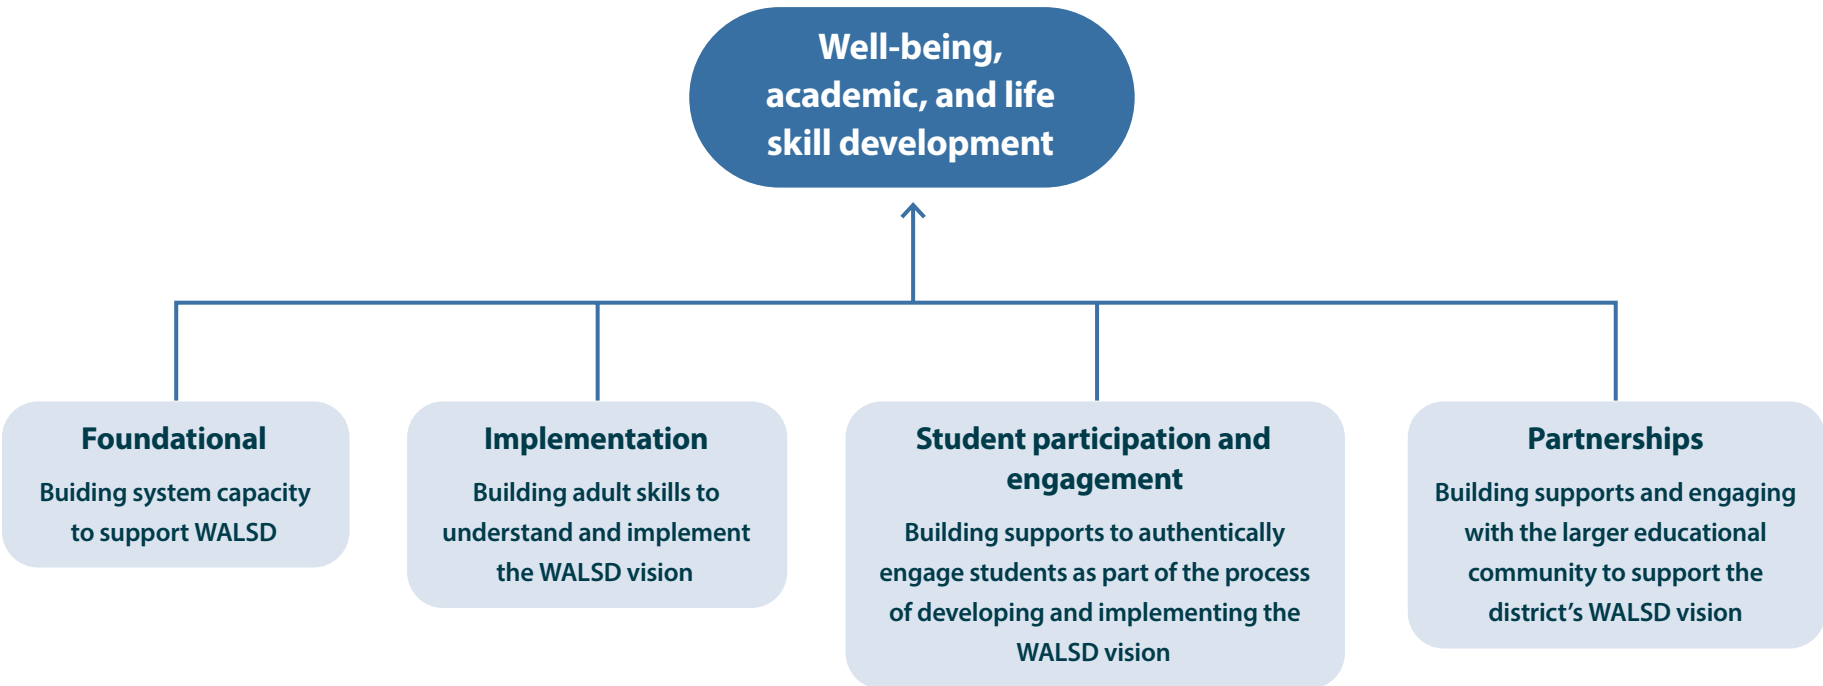 Well-being,
academic, and life
skill development
Foundational
Buiding system capacity
to support WALSD
Implementation
Building adult skills to
understand and implement
the WALSD vision
Student participation and
engagement
Building supports to authentically
engage students as part of the process
of developing and implementing the
WALSD vision
Partnerships
Building supports and engaging
with the larger educational
community to support the
district’s WALSD vision